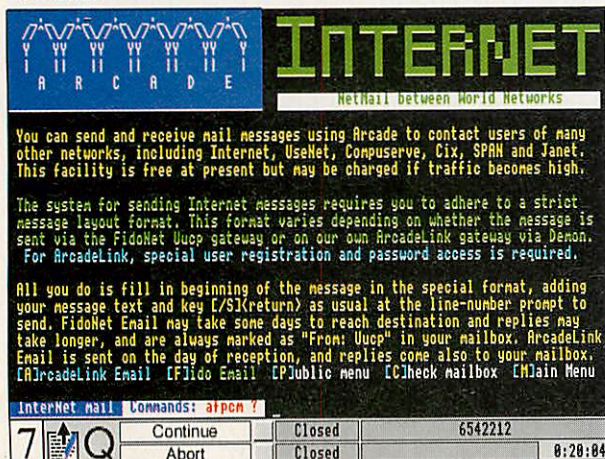 ARCADE
INTERNET
NetMail between World Networks
You can send and receive mail messages using Arcade to contact users of many
other networks, including Internet, UseNet, Compuserve, Cix, SPAN and Janet.
This facility is free at present but may be charged if traffic becomes high.
The system for sending Internet messages requires you to adhere to a strict
message layout format. This format varies depending on whether the message is
sent via the FidoNet Uucp gateway or on our own ArcadeLink gateway via Demon.
For ArcadeLink, special user registration and password access is required.
All you do is fill in beginning of the message in the special format, adding
your message text and key [/S]<return> as usual at the line-number prompt to
send. FidoNet Email may take some days to reach destination and replies may
take longer, and are always marked as "From: Uucp" in your mailbox. ArcadeLink
Email is sent on the day of reception, and replies come also to your mailbox.
[A]rcadeLink Email [F]ido Email [P]ublic menu [C]heck mailbox [M]ain Menu
InterNet mail Commands: afpcm ? _
7 Q Continue Closed 6542212
Abort Closed 0:20:04